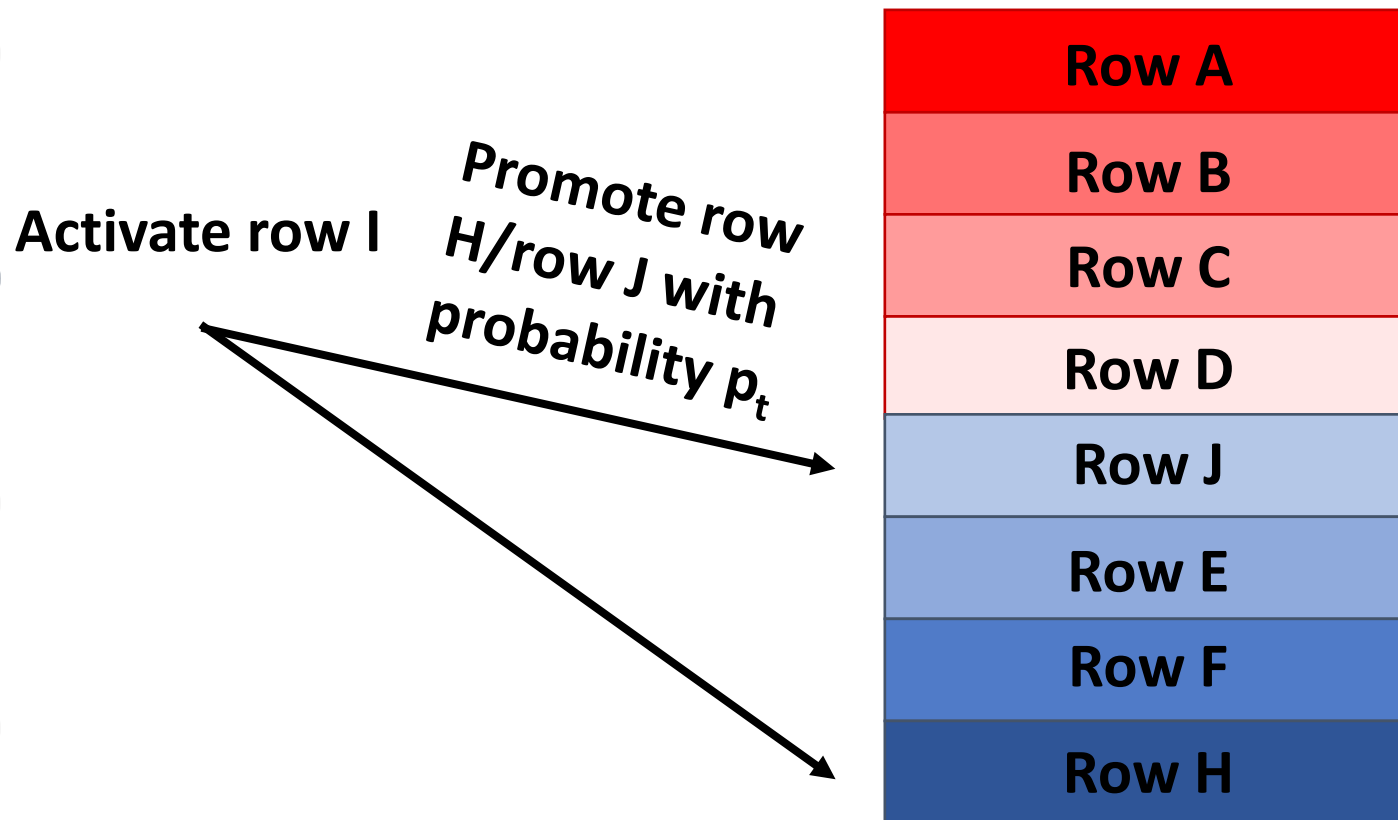 Activate row I
Promote row
H/row J with
probability pₜ
Row A
Row B
Row C
Row D
Row J
Row E
Row F
Row H